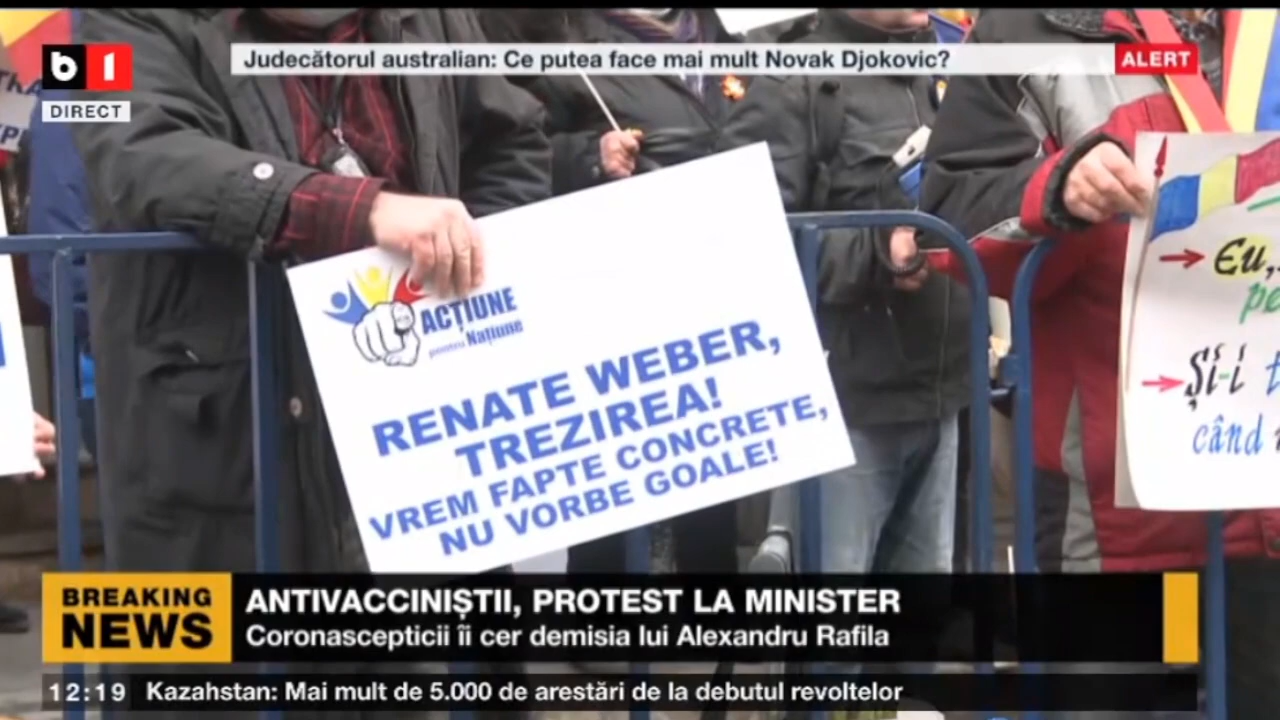 b 1
DIRECT
Judecătorul australian: Ce putea face mai mult Novak Djokovic?
ALERT
ACȚIUNE
pentru Națiune
RENATE WEBER,
TREZIREA!
VREM FAPTE CONCRETE,
NU VORBE GOALE!
Eu,
Și-i
când
BREAKING
NEWS
ANTIVACCINIȘTII, PROTEST LA MINISTER
Coronascepticii îi cer demisia lui Alexandru Rafila
12:19 Kazahstan: Mai mult de 5.000 de arestări de la debutul revoltelor